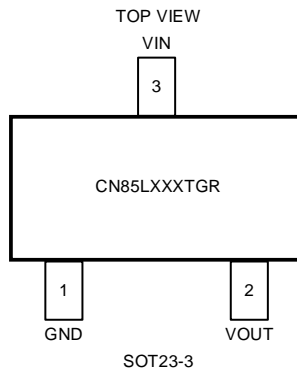 TOP VIEW
VIN
3
CN85LXXXTGR
1 2
GND VOUT
SOT23-3